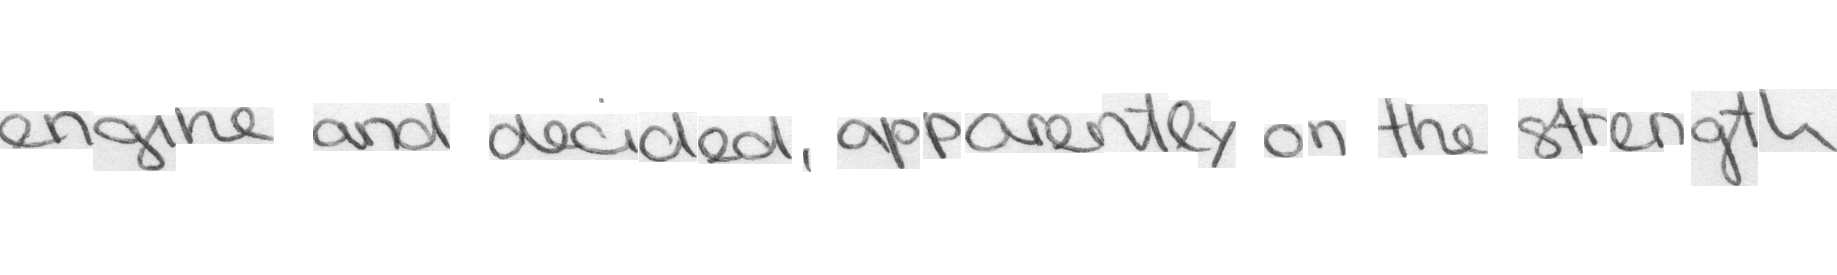 engine and decided, apparently on the strength